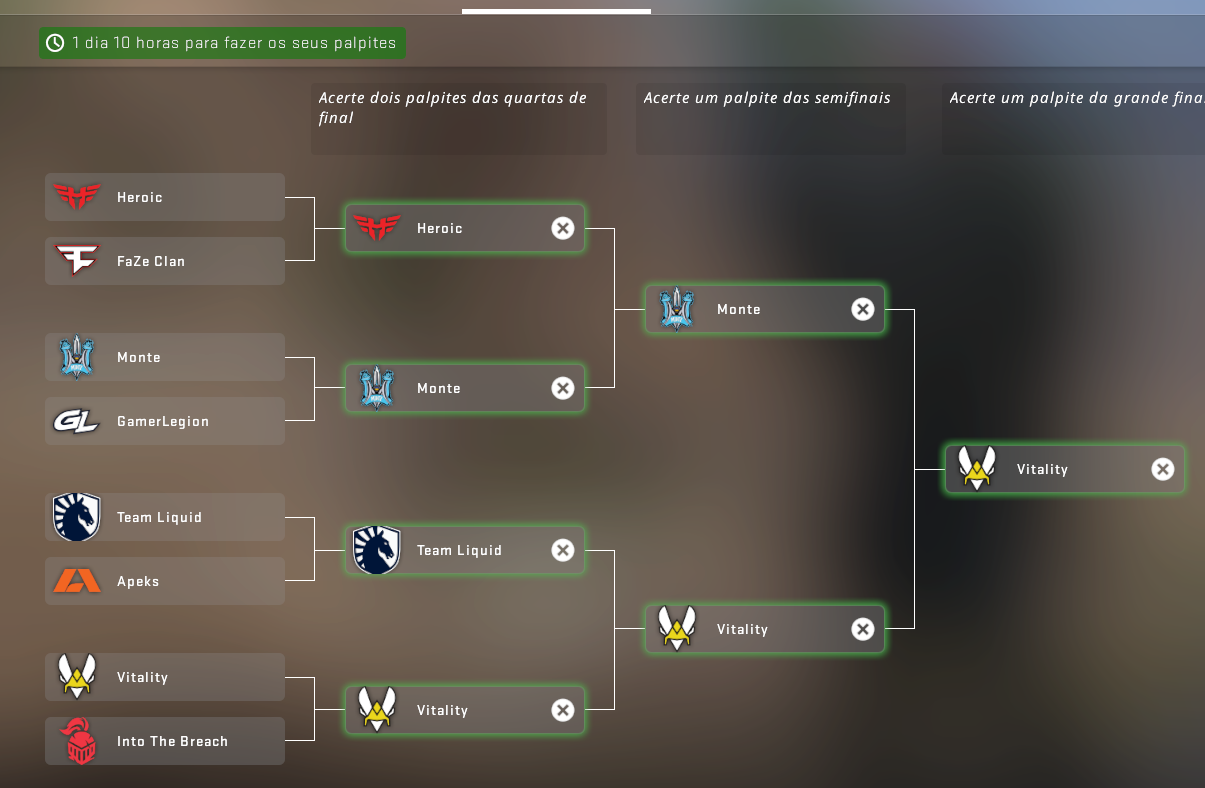 1 dia 10 horas para fazer os seus palpites
Acerte dois palpites das quartas de
final
Acerte um palpite das semifinais
Acerte um palpite da grande
Heroic
FaZe Clan
Monte
GamerLegion
Team Liquid
Apeks
Vitality
Into The Breach
Heroic
Monte
Team Liquid
Vitality
Monte
Vitality
Vitality